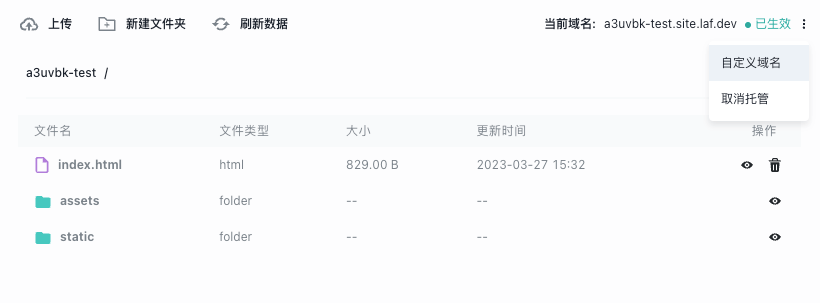 上传 新建文件夹 刷新数据 当前域名： a3uvbk-test.site.laf.dev 已生效
自定义域名
a3uvbk-test /
取消托管
文件名 文件类型 大小 更新时间 操作
index.html html 829.00 B 2023-03-27 15:32
assets folder -- --
static folder -- --